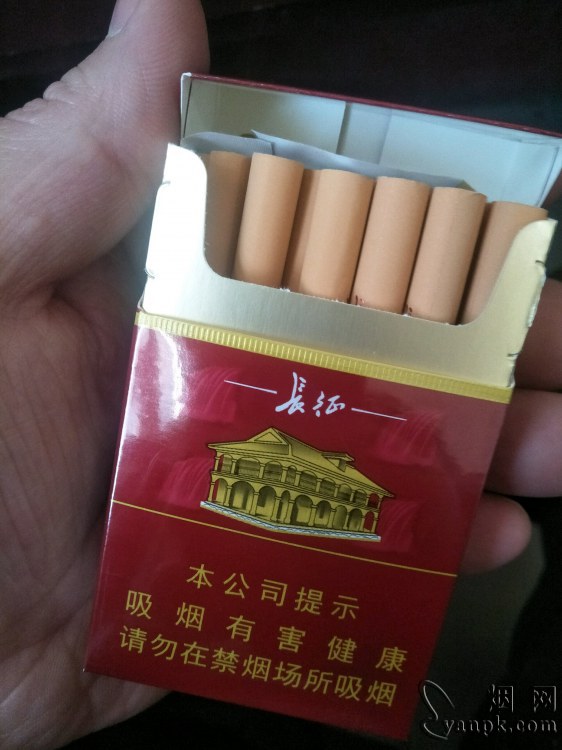 長征
本公司提示
吸烟有害健康
请勿在禁烟场所吸烟
烟网
yanpk.com